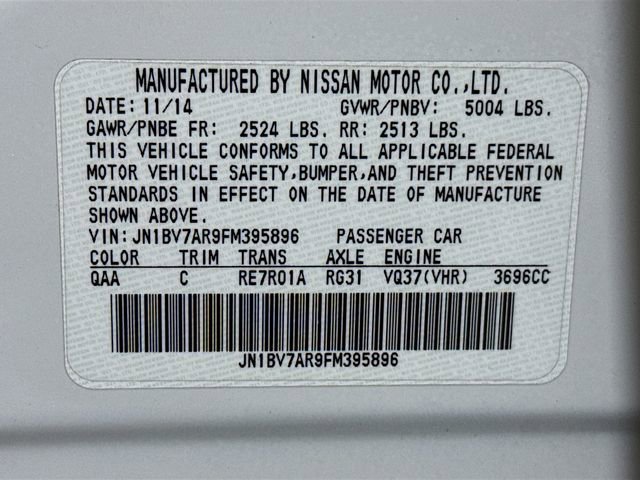 MANUFACTURED BY NISSAN MOTOR CO.,LTD.
DATE: 11/14 GVWR/PNBV: 5004 LBS.
GAWR/PNBE FR: 2524 LBS. RR: 2513 LBS.
THIS VEHICLE CONFORMS TO ALL APPLICABLE FEDERAL
MOTOR VEHICLE SAFETY,BUMPER,AND THEFT PREVENTION
STANDARDS IN EFFECT ON THE DATE OF MANUFACTURE
SHOWN ABOVE.
VIN:JN1BV7AR9FM395896 PASSENGER CAR
COLOR TRIM TRANS AXLE ENGINE
QAA C RE7R01A RG31 VQ37(VHR) 3696CC
JN1BV7AR9FM395896